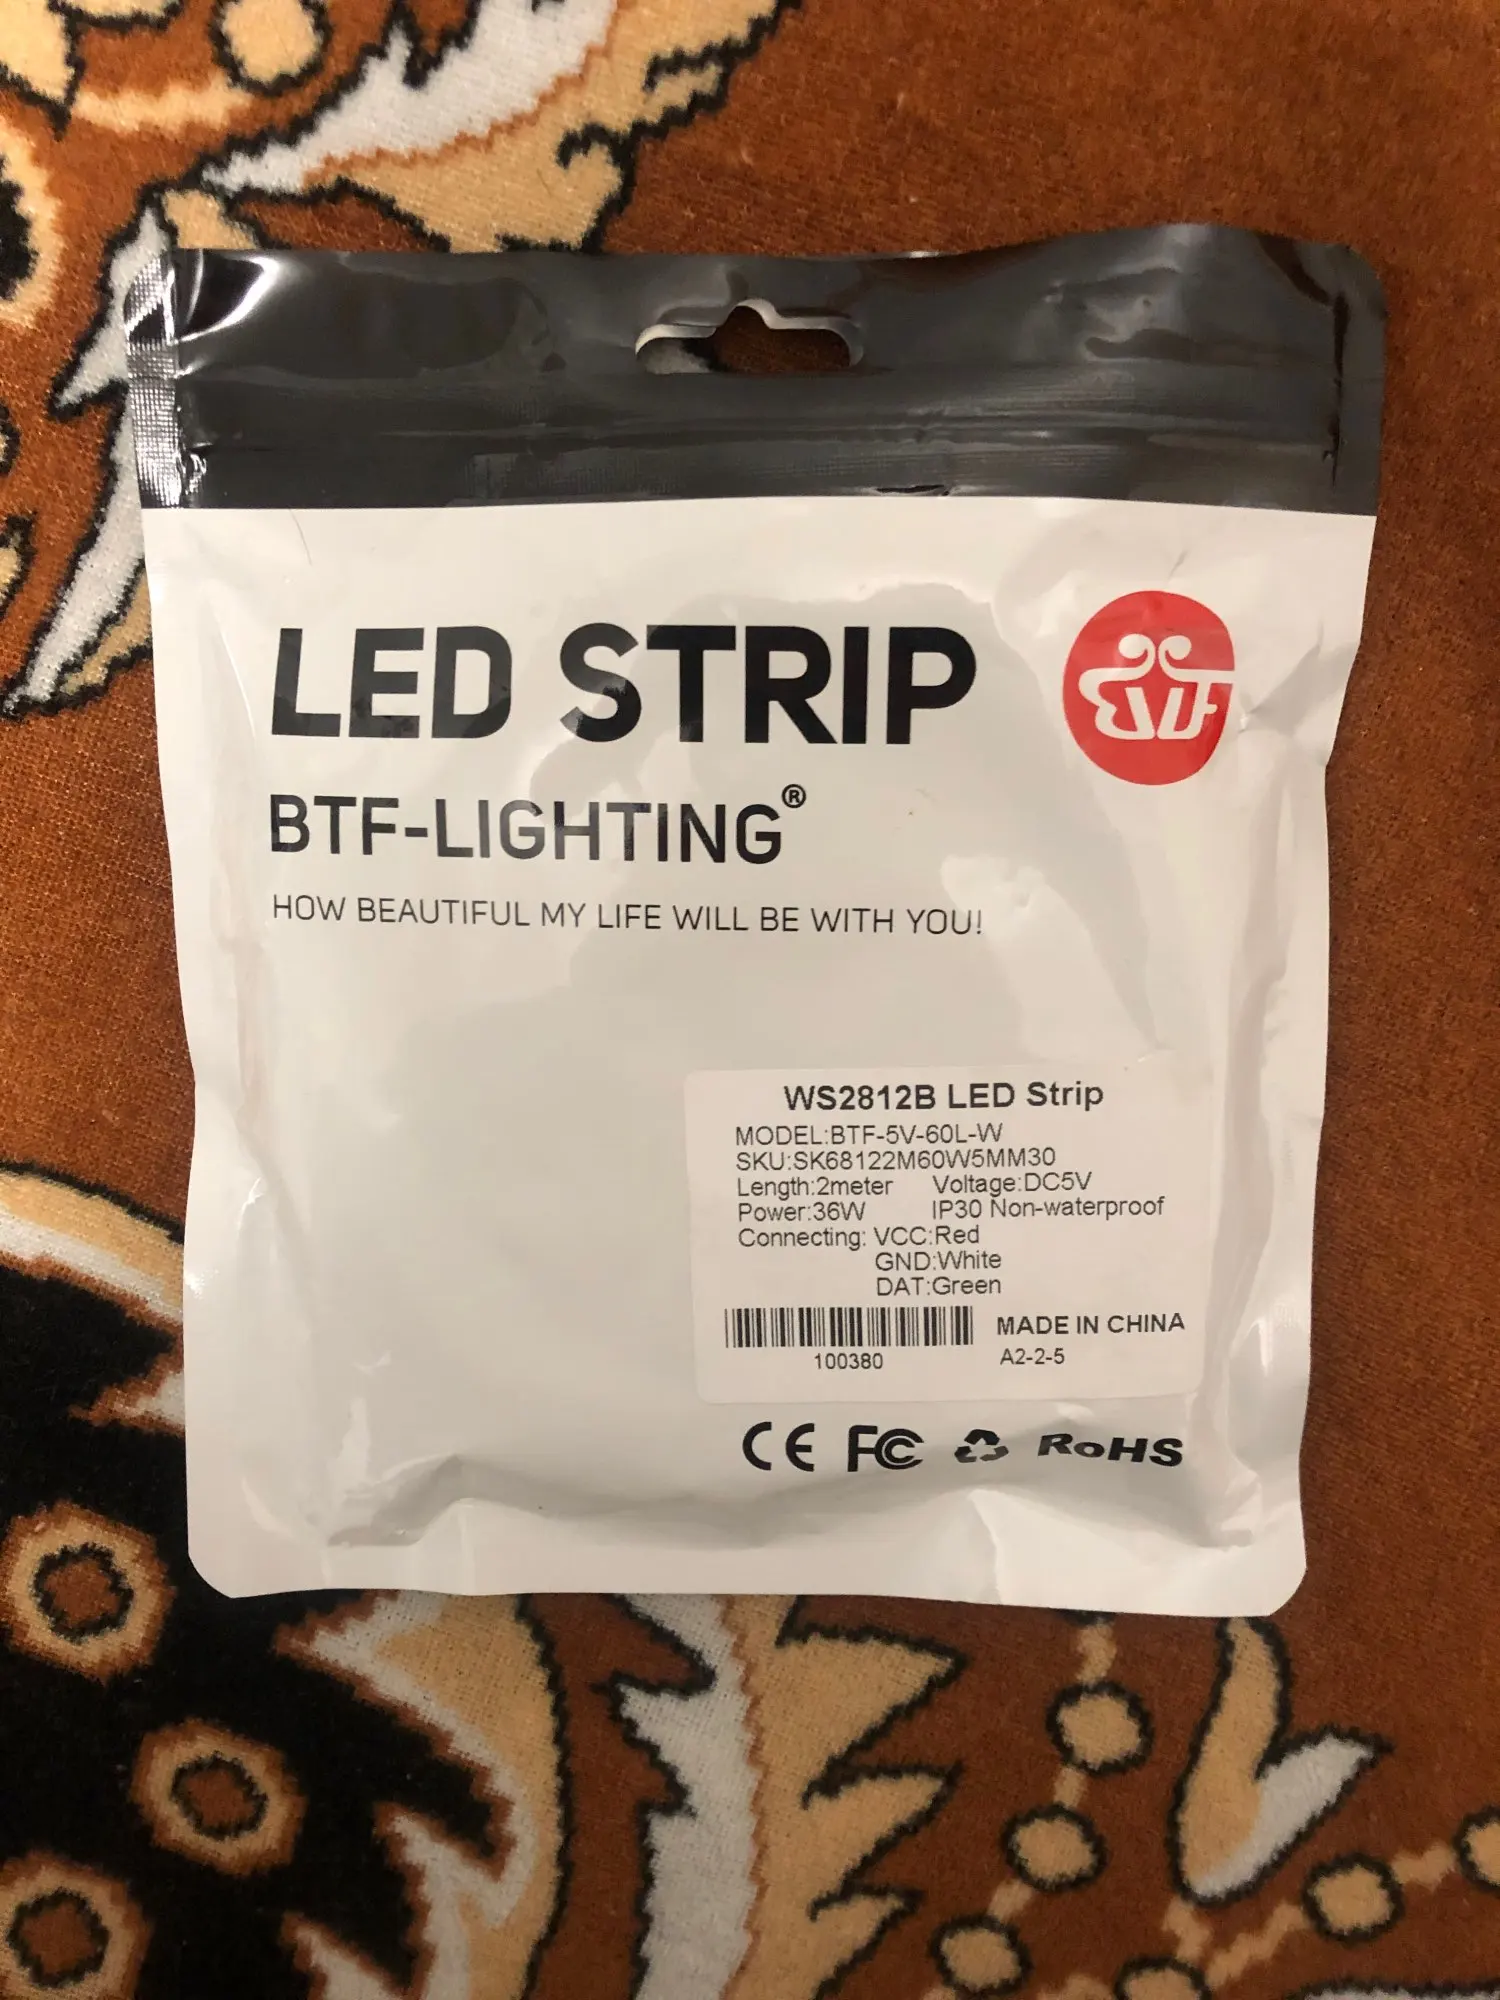 LED STRIP
BTF
BTF-LIGHTING®
HOW BEAUTIFUL MY LIFE WILL BE WITH YOU!
WS2812B LED Strip
MODEL:BTF-5V-60L-W
SKU:SK68122M60W5MM30
Length:2meter Voltage:DC5V
Power:36W IP30 Non-waterproof
Connecting: VCC:Red
GND:White
DAT:Green
MADE IN CHINA
100380 A2-2-5
CE FC RoHS